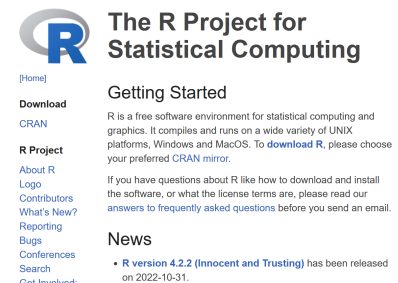 R
The R Project for
Statistical Computing
[Home]
Download
CRAN
R Project
About R
Logo
Contributors
What's New?
Reporting
Bugs
Conferences
Search
Get Involved:
Getting Started
R is a free software environment for statistical computing and
graphics. It compiles and runs on a wide variety of UNIX
platforms, Windows and MacOS. To download R, please choose
your preferred CRAN mirror.
If you have questions about R like how to download and install
the software, or what the license terms are, please read our
answers to frequently asked questions before you send an email.
News
• R version 4.2.2 (Innocent and Trusting) has been released
on 2022-10-31.